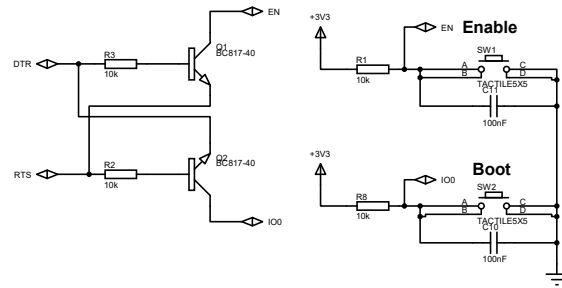 EN
Q1
BC817-40
R3
10k
DTR
Q2
BC817-40
R2
10k
RTS
IO0
EN Enable
+3V3
SW1
R1
10k
A
B
C
D
TACTILE5X5
C11
100nF
Boot
+3V3
IO0
SW2
R8
10k
A
B
C
D
TACTILE5X5
C10
100nF